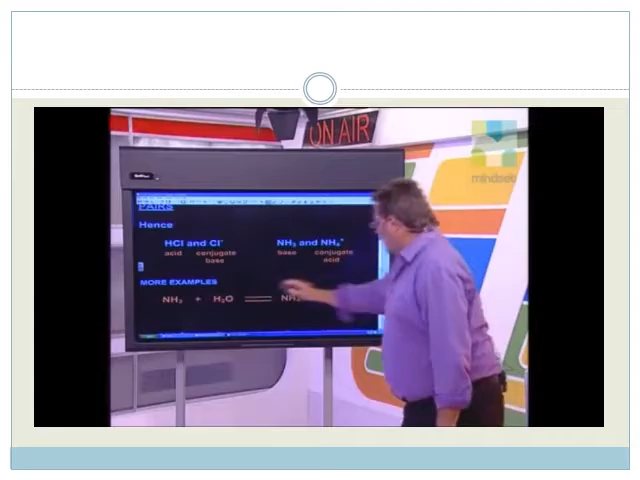 ON AIR
mindset
PAIRS
Hence
HCl and Cl⁻ NH₃ and NH₄⁺
acid conjugate base base conjugate acid
MORE EXAMPLES
NH₃ + H₂O